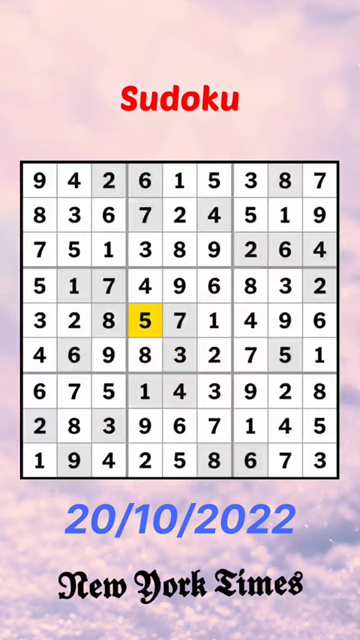 Sudoku
9 4 2 6 1 5 3 8 7
8 3 6 7 2 4 5 1 9
7 5 1 3 8 9 2 6 4
5 1 7 4 9 6 8 3 2
3 2 8 5 7 1 4 9 6
4 6 9 8 3 2 7 5 1
6 7 5 1 4 3 9 2 8
2 8 3 9 6 7 1 4 5
1 9 4 2 5 8 6 7 3
20/10/2022
New York Times